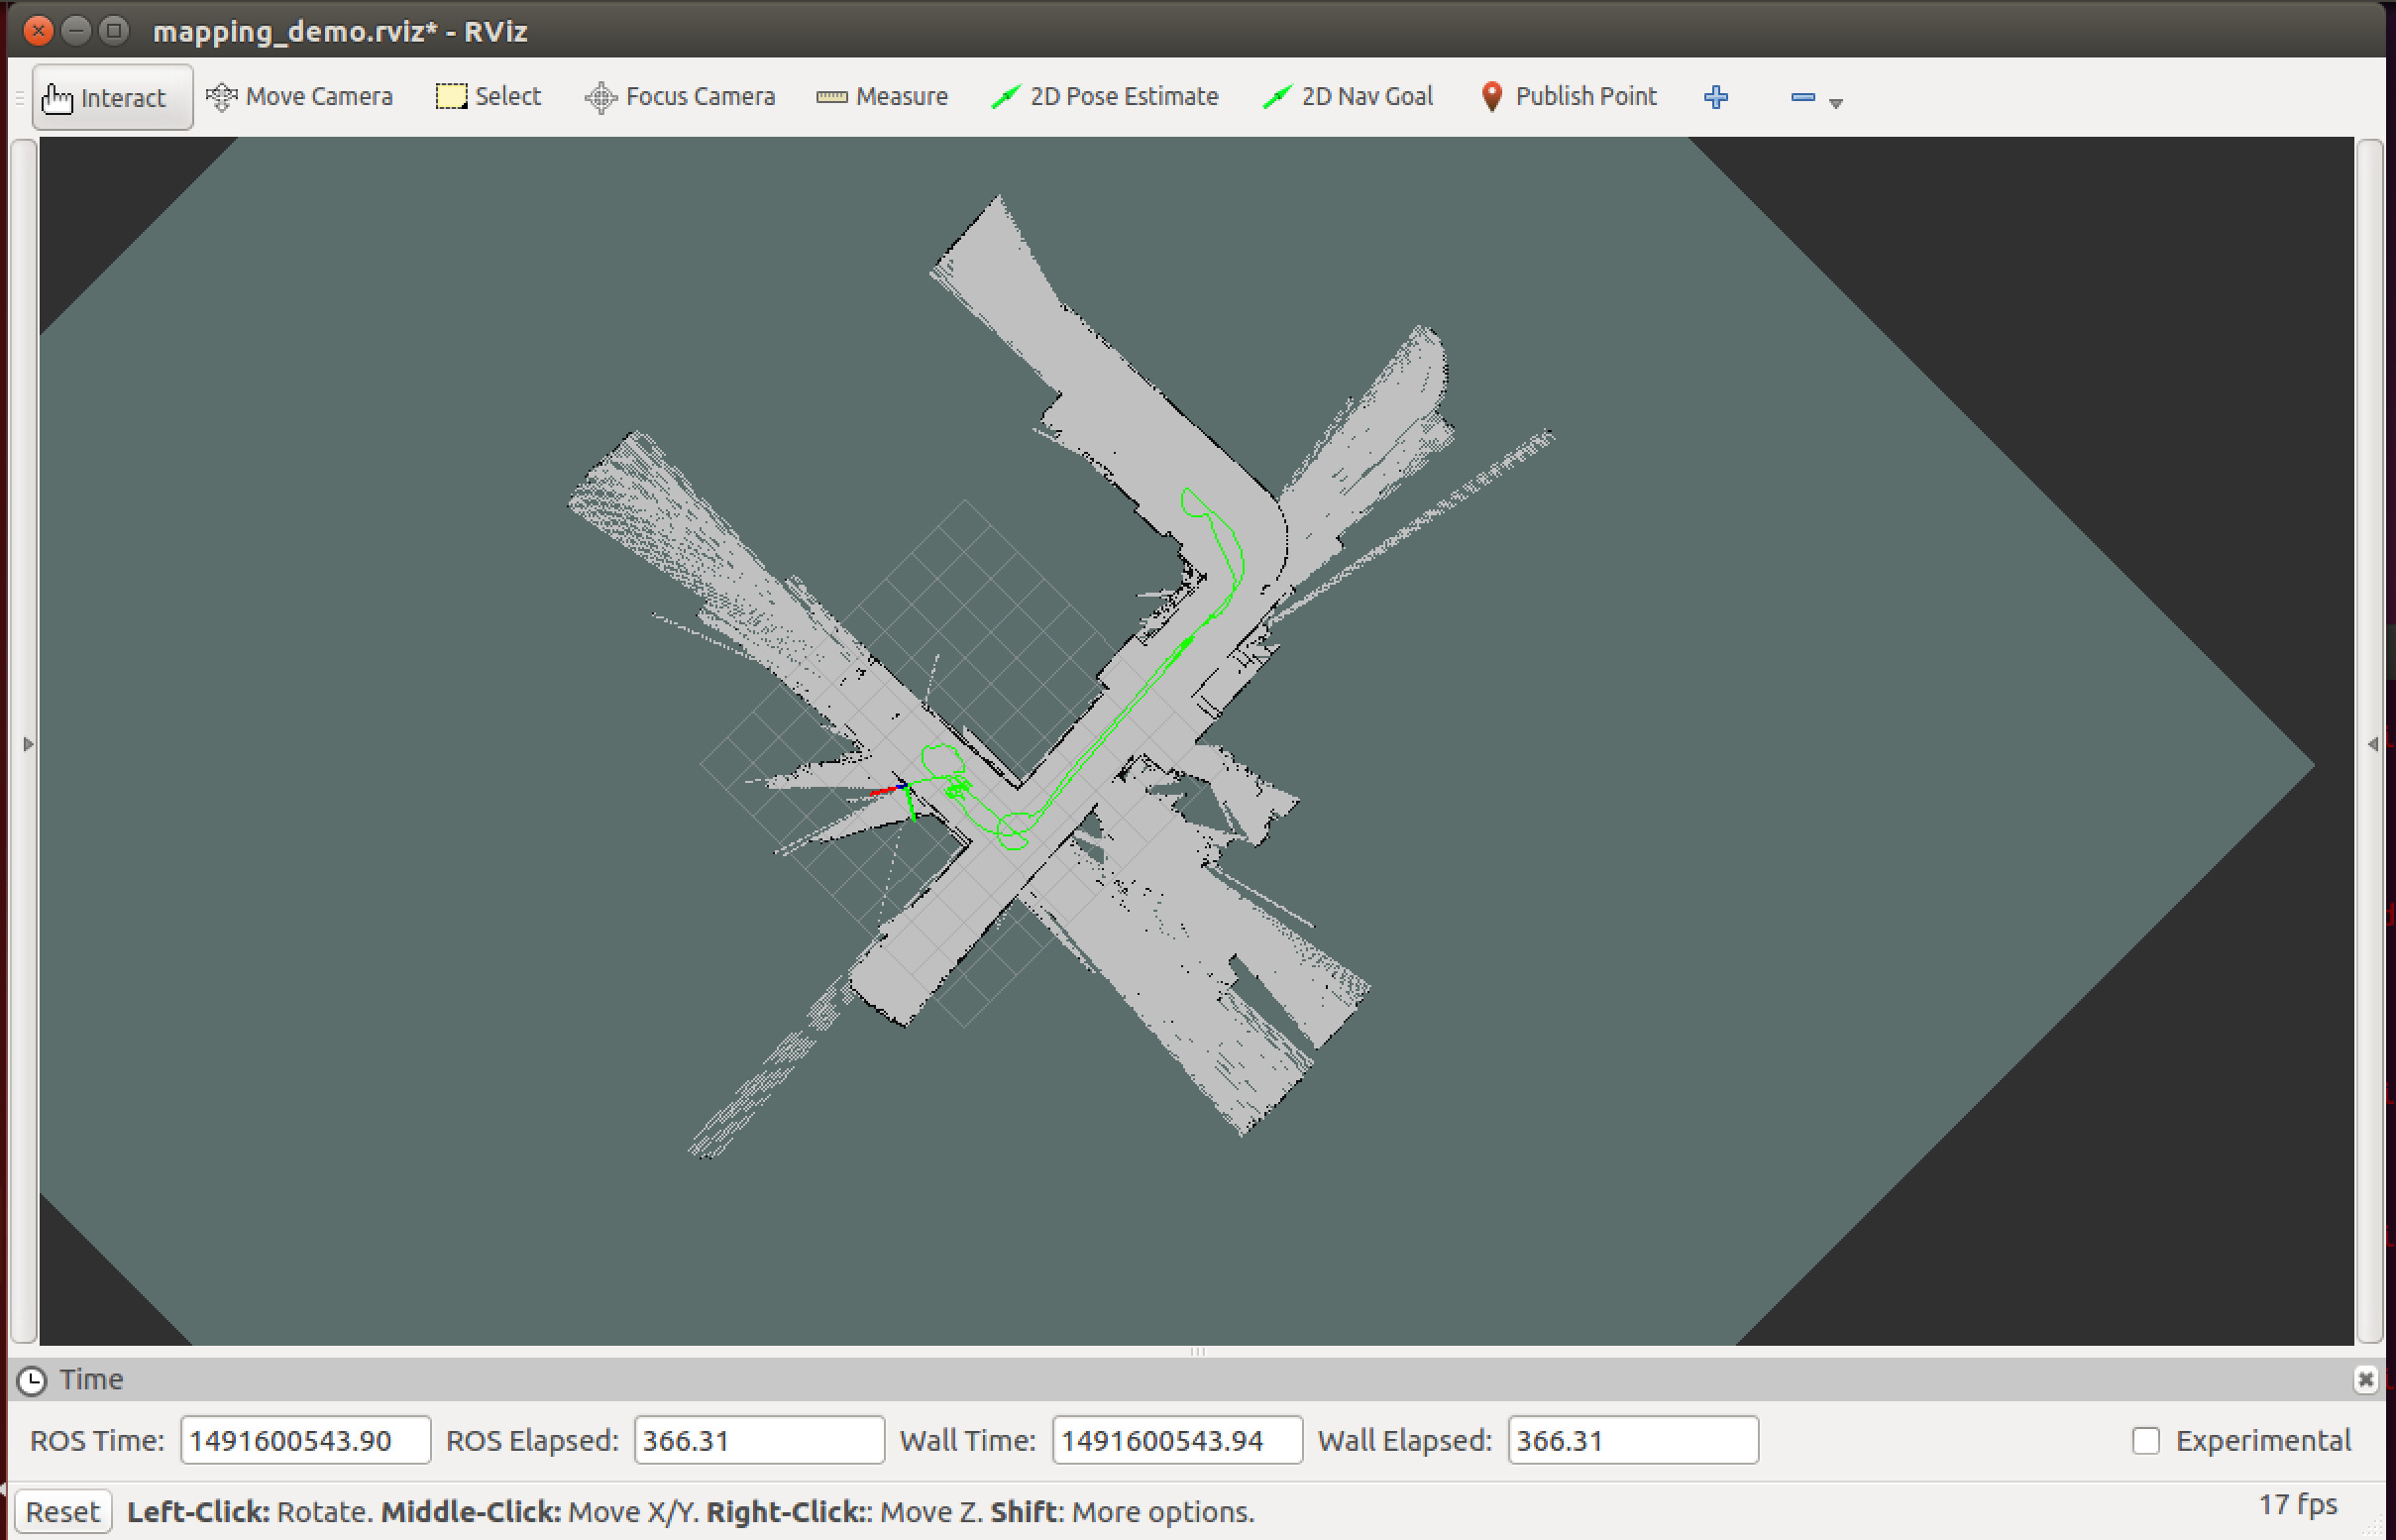 mapping_demo.rviz* - RViz
Interact Move Camera Select Focus Camera Measure 2D Pose Estimate 2D Nav Goal Publish Point
Time
ROS Time: 1491600543.90 ROS Elapsed: 366.31 Wall Time: 1491600543.94 Wall Elapsed: 366.31 Experimental
Reset Left-Click: Rotate. Middle-Click: Move X/Y. Right-Click:: Move Z. Shift: More options. 17 fps